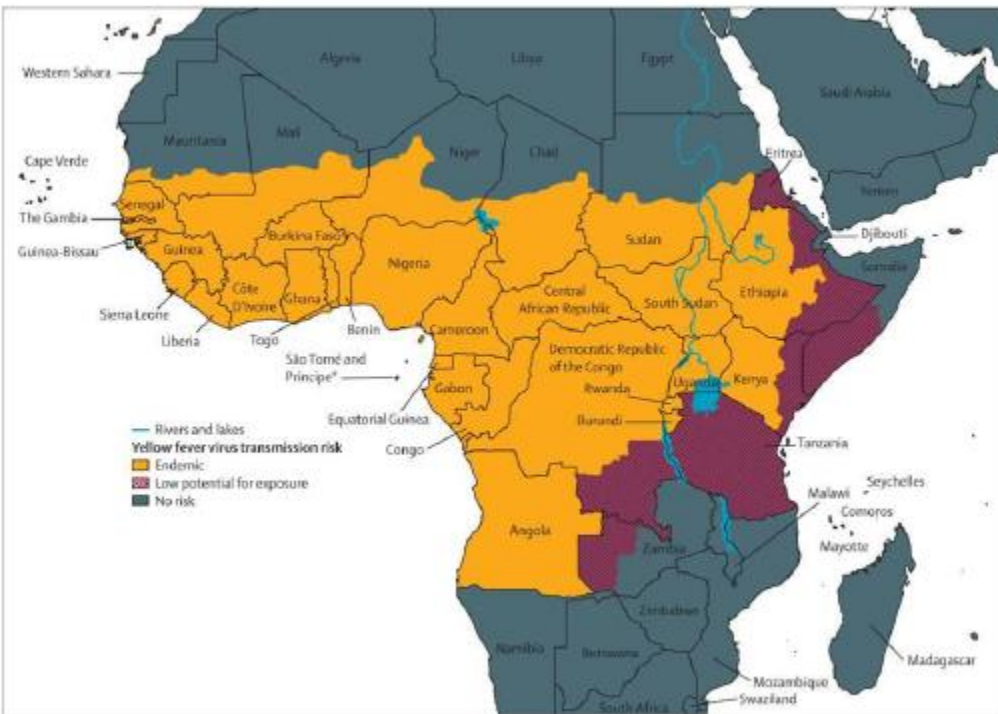 Western Sahara
Algeria
Libya
Egypt
Saudi Arabia
Mauritania
Mali
Niger
Chad
Eritrea
Yemen
Cape Verde
Senegal
The Gambia
Guinea-Bissau
Guinea
Burkina Faso
Nigeria
Sudan
Djibouti
Somalia
Sierra Leone
Liberia
Côte
D'Ivoire
Ghana
Togo
Benin
Cameroon
Central
African Republic
South Sudan
Ethiopia
São Tomé and
Principe*
Equatorial Guinea
Gabon
Congo
Democratic Republic
of the Congo
Rwanda
Burundi
Uganda
Kenya
Tanzania
Rivers and lakes
Yellow fever virus transmission risk
Endemic
Low potential for exposure
No risk
Angola
Zambia
Malawi
Seychelles
Comoros
Mayotte
Namibia
Botswana
Zimbabwe
South Africa
Mozambique
Swaziland
Madagascar